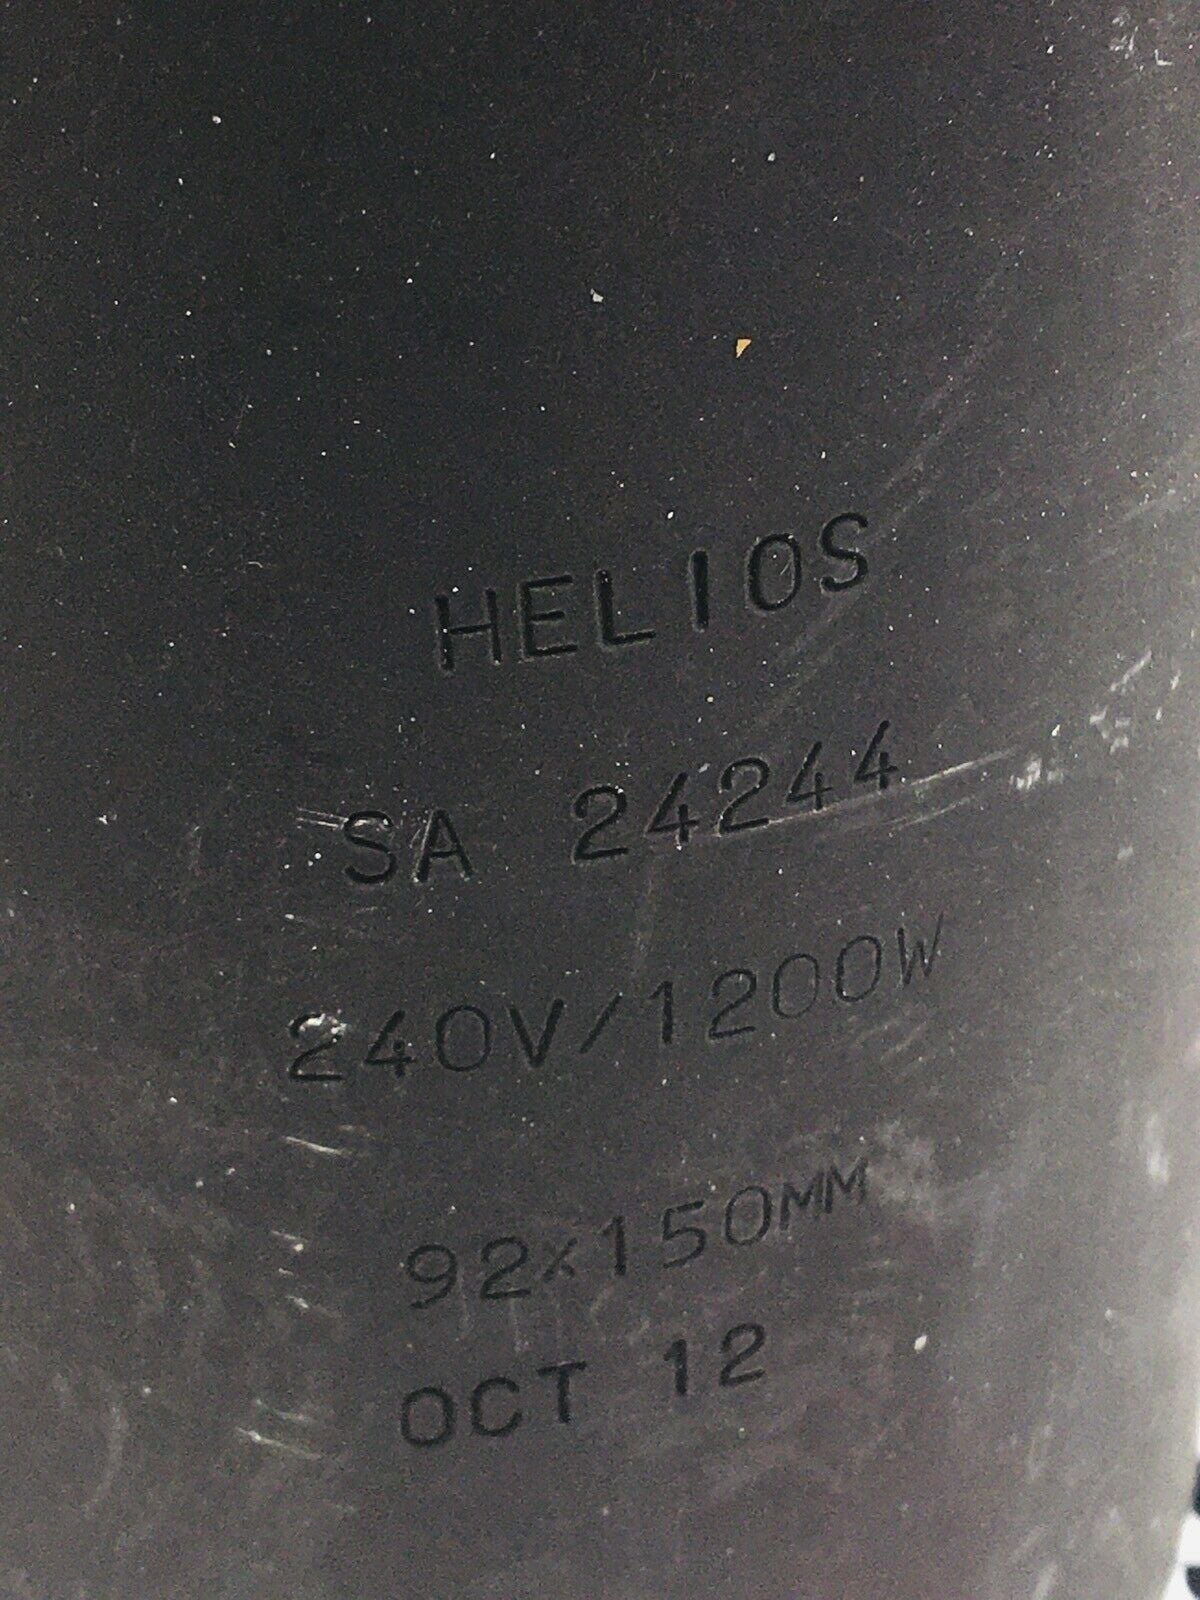 HELIOS
SA 24244
240V/1200W
92x150MM
OCT 12